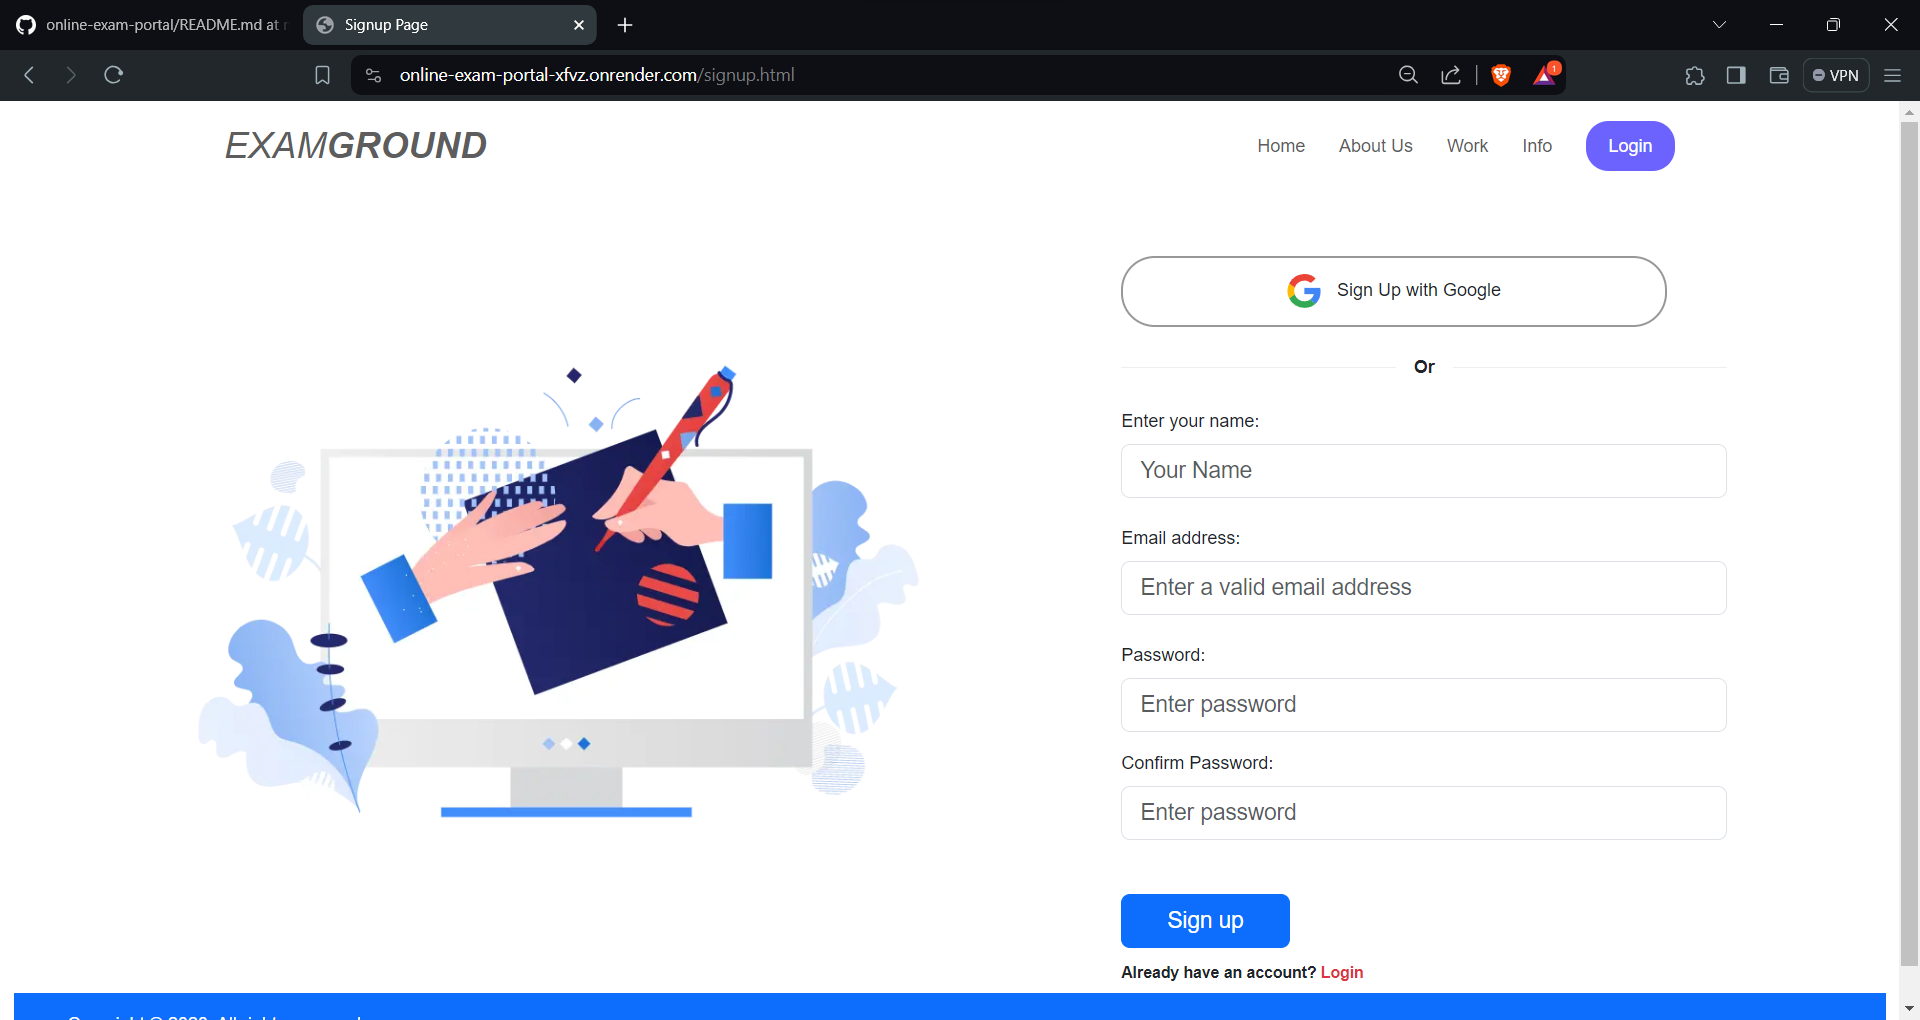 online-exam-portal/README.md at
Signup Page
online-exam-portal-xfvz.onrender.com/signup.html
1
VPN
EXAMGROUND
Home
About Us
Work
Info
Login
Sign Up with Google
Or
Enter your name:
Your Name
Email address:
Enter a valid email address
Password:
Enter password
Confirm Password:
Enter password
Sign up
Already have an account? Login